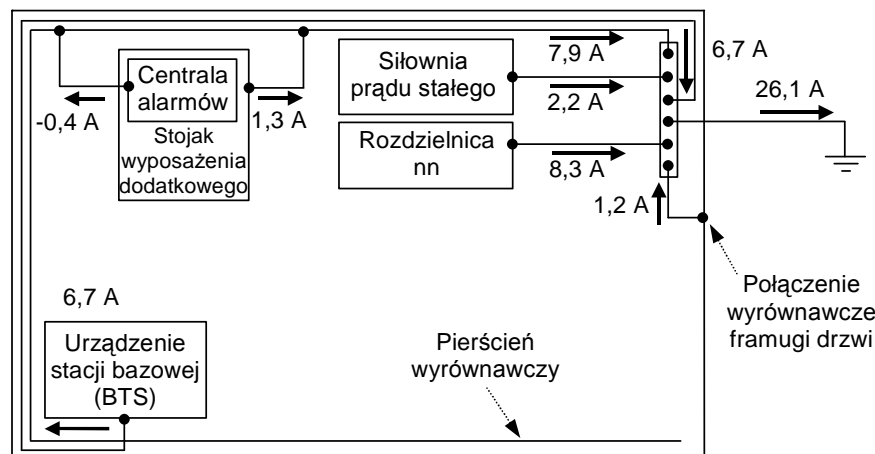 Centrala
alarmów
-0,4 A
1,3 A
Stojak
wyposażenia
dodatkowego
Siłownia
prądu stałego
7,9 A
2,2 A
6,7 A
26,1 A
Rozdzielnica
nn
8,3 A
1,2 A
Połączenie
wyrównawcze
framugi drzwi
6,7 A
Urządzenie
stacji bazowej
(BTS)
Pierścień
wyrównawczy